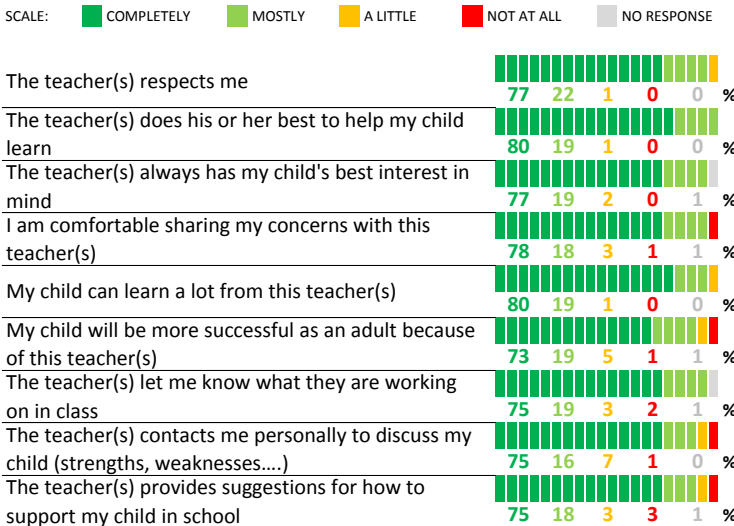 SCALE: COMPLETELY MOSTLY A LITTLE NOT AT ALL NO RESPONSE
The teacher(s) respects me
77 22 1 0 0 %
The teacher(s) does his or her best to help my child
learn
80 19 1 0 0 %
The teacher(s) always has my child's best interest in
mind
77 19 2 0 1 %
I am comfortable sharing my concerns with this
teacher(s)
78 18 3 1 1 %
My child can learn a lot from this teacher(s)
80 19 1 0 0 %
My child will be more successful as an adult because
of this teacher(s)
73 19 5 1 1 %
The teacher(s) let me know what they are working
on in class
75 19 3 2 1 %
The teacher(s) contacts me personally to discuss my
child (strengths, weaknesses....)
75 16 7 1 0 %
The teacher(s) provides suggestions for how to
support my child in school
75 18 3 3 1 %